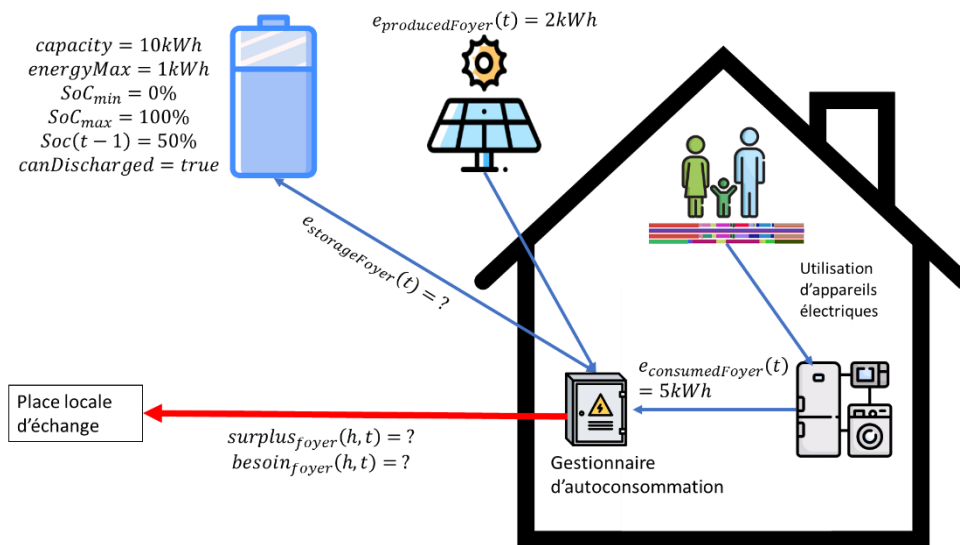 capacity = 10kWh
energyMax = 1kWh
SoC_min = 0%
SoC_max = 100%
Soc(t − 1) = 50%
canDischarged = true
e_producedFoyer(t) = 2kWh
e_storageFoyer(t) = ?
Utilisation
d'appareils
électriques
e_consumedFoyer(t)
= 5kWh
Place locale
d'échange
surplus_foyer(h, t) = ?
besoin_foyer(h, t) = ?
Gestionnaire
d'autoconsommation